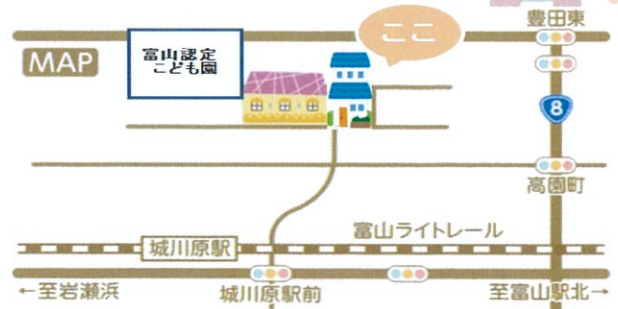 豊田東
ここ
MAP
富山認定
こども園
8
高園町
富山ライトレール
城川原駅
←至岩瀬浜
城川原駅前
至富山駅北→